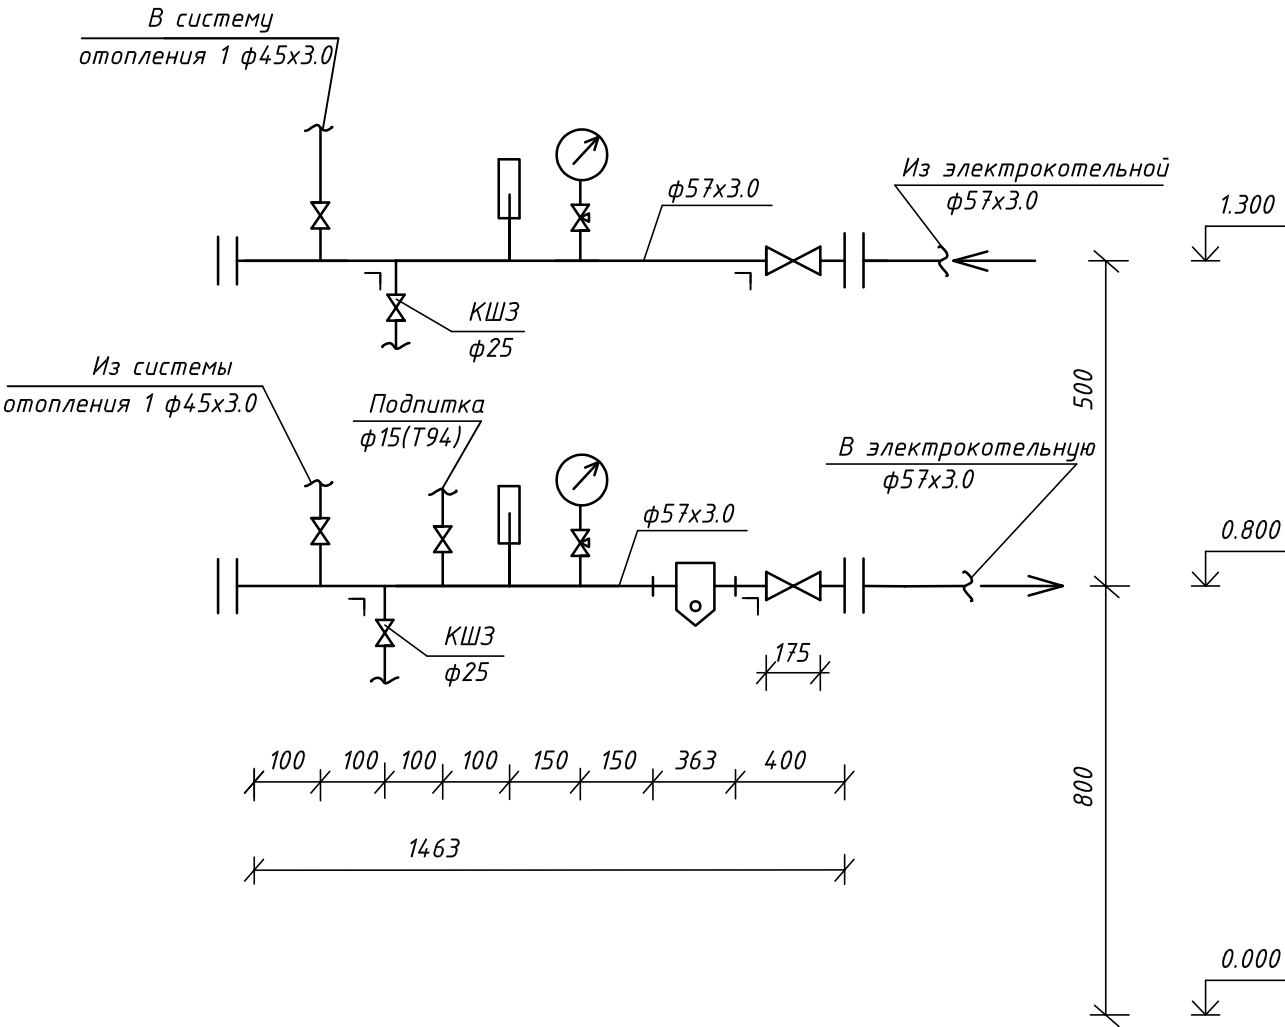 В систему
отопления 1 ф45х3.0
Из электрокотельной
ф57х3.0
ф57х3.0
1.300
КШЗ
ф25
Из системы
отопления 1 ф45х3.0
Подпитка
ф15(Т94)
500
В электрокотельную
ф57х3.0
ф57х3.0
0.800
КШЗ
ф25
175
100
100
100
100
150
150
363
400
800
1463
0.000